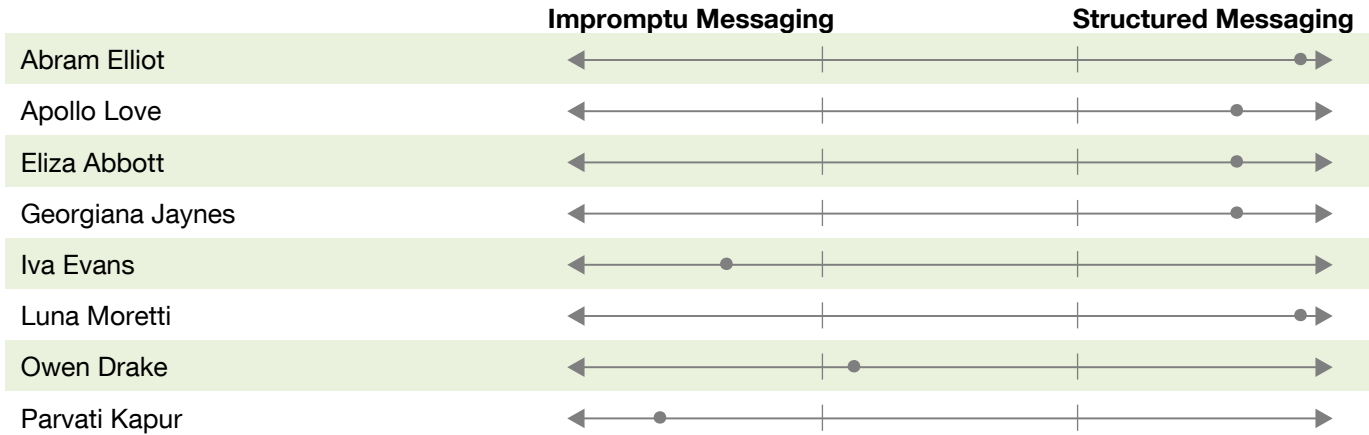 Impromptu Messaging Structured Messaging
Abram Elliot
Apollo Love
Eliza Abbott
Georgiana Jaynes
Iva Evans
Luna Moretti
Owen Drake
Parvati Kapur